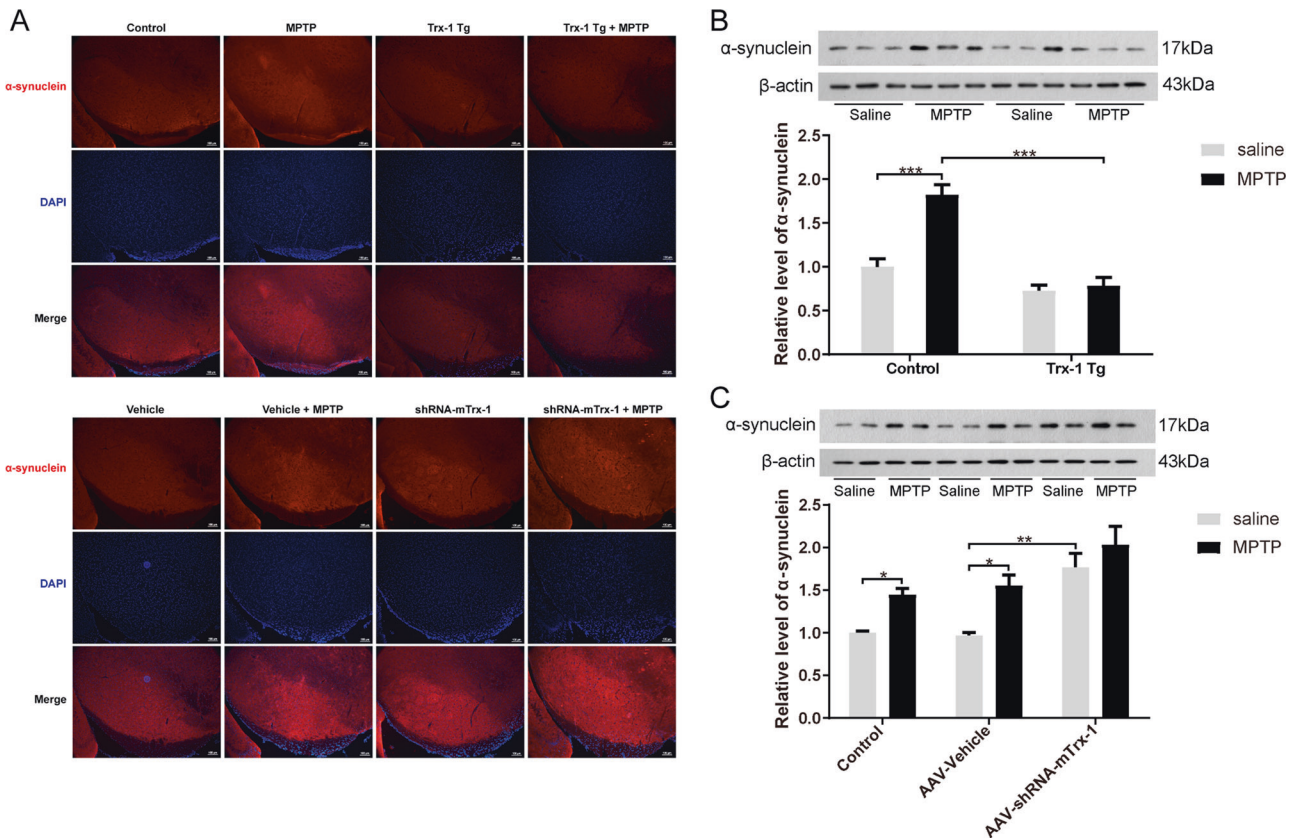 A
Control MPTP Trx-1 Tg Trx-1 Tg + MPTP
α-synuclein
DAPI
Merge
Vehicle Vehicle + MPTP shRNA-mTrx-1 shRNA-mTrx-1 + MPTP
α-synuclein
DAPI
Merge
B
α-synuclein 17kDa
β-actin 43kDa
Saline MPTP Saline MPTP
Relative level of α-synuclein
2.5
2.0
1.5
1.0
0.5
0.0
*** ***
Control Trx-1 Tg
saline
MPTP
C
α-synuclein 17kDa
β-actin 43kDa
Saline MPTP Saline MPTP Saline MPTP
Relative level of α-synuclein
2.5
2.0
1.5
1.0
0.5
0.0
* * **
Control AAV-Vehicle AAV-shRNA-mTrx-1
saline
MPTP